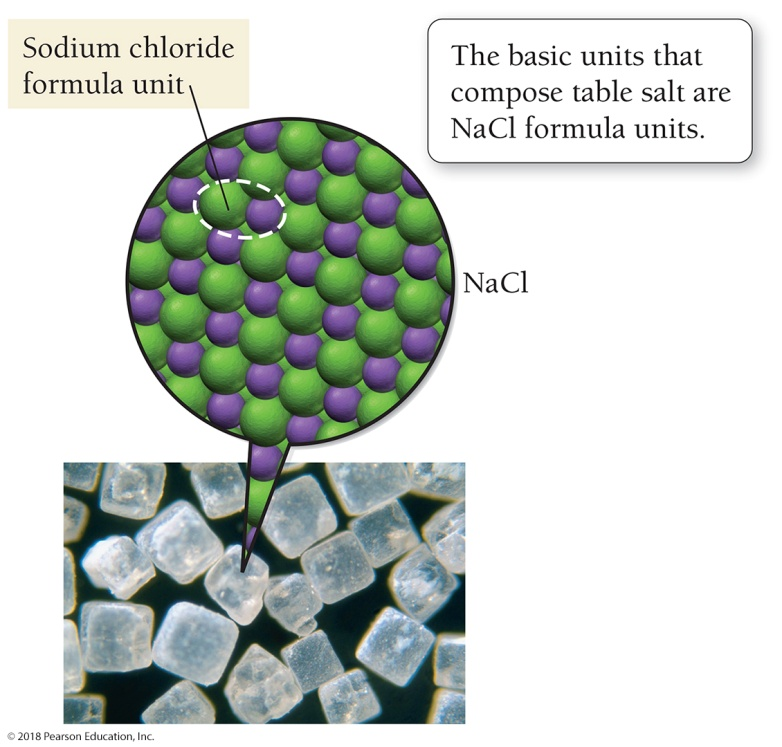 Sodium chloride
formula unit
The basic units that
compose table salt are
NaCl formula units.
NaCl
© 2018 Pearson Education, Inc.